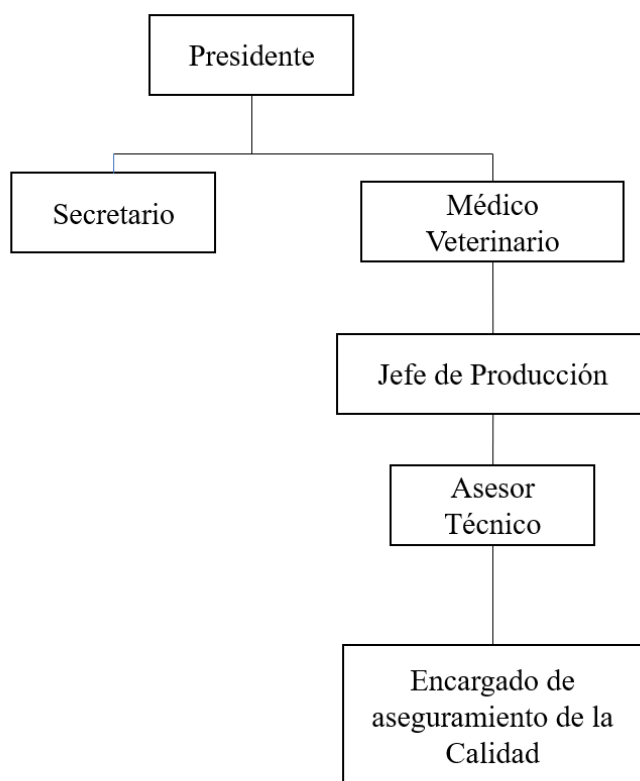 Presidente
Secretario
Médico
Veterinario
Jefe de Producción
Asesor
Técnico
Encargado de
aseguramiento de la
Calidad